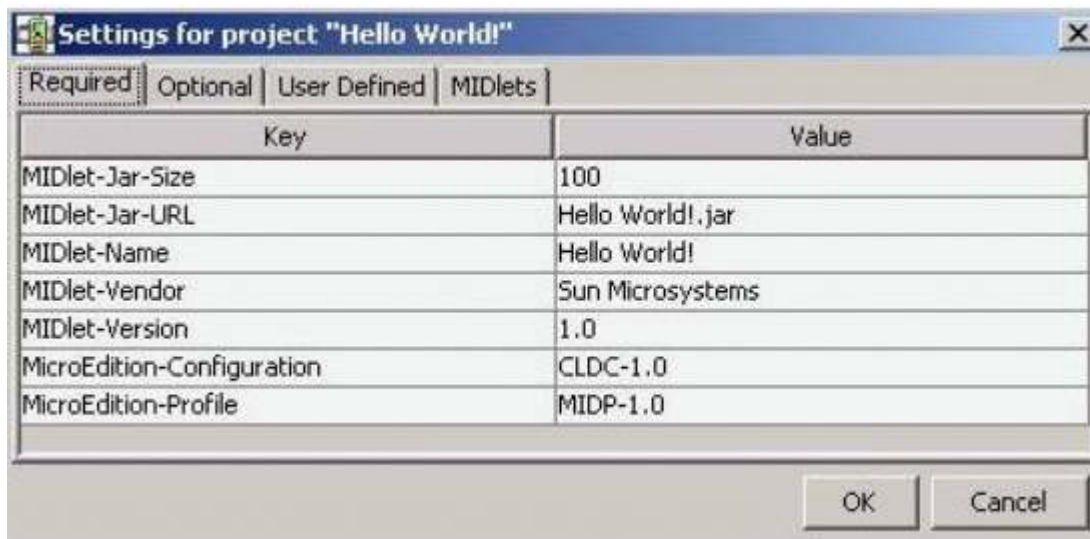 Settings for project "Hello World!"
Required Optional User Defined MIDlets
Key Value
MIDlet-Jar-Size 100
MIDlet-Jar-URL Hello World!.jar
MIDlet-Name Hello World!
MIDlet-Vendor Sun Microsystems
MIDlet-Version 1.0
MicroEdition-Configuration CLDC-1.0
MicroEdition-Profile MIDP-1.0
OK Cancel